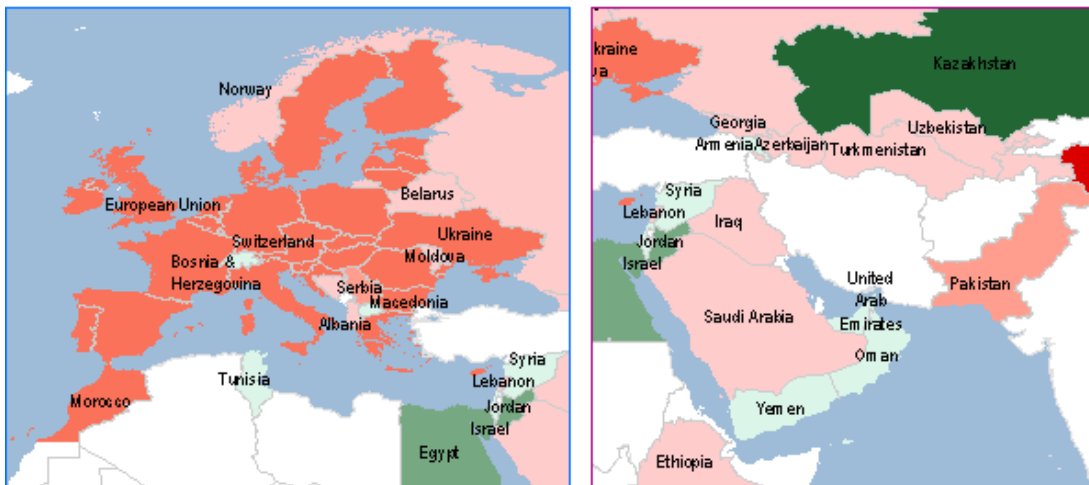 Norway
Belarus
European Union
Ukraine
Switzerland
Moldova
Bosnia &
Herzegovina
Serbia
Macedonia
Albania
Syria
Tunisia
Lebanon
Morocco
Jordan
Israel
Egypt
kraine
Kazakhstan
Georgia
Uzbekistan
Armenia
Azerkaijan
Turkmenistan
Syria
Lebanon
Iraq
Jordan
Israel
United
Arab
Emirates
Pakistan
Saudi Arabia
Oman
Yemen
Ethiopia